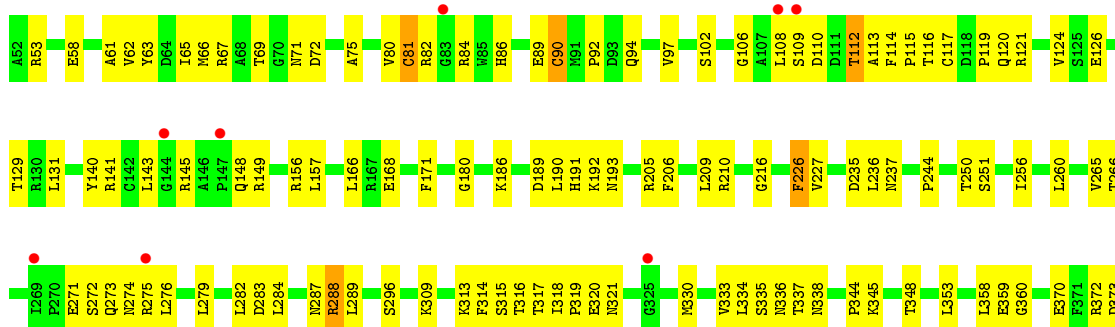 A52 R53 E58 A61 V62 Y63 D64 I65 M66 R67 A68 T69 G70 N71 D72 A75 V80 C81 R82 G83 R84 W85 H86 E89 C90 M91 P92 D93 Q94 V97 S102 G106 A107 L108 S109 D110 D111 T112 A113 F114 P115 T116 C117 D118 P119 Q120 R121 V124 S125 E126
T129 R130 L131 Y140 R141 C142 L143 G144 R145 A146 P147 Q148 R149 R156 L157 L166 R167 E168 F171 G180 K186 D189 L190 H191 K192 N193 R205 F206 L209 R210 G216 F226 V227 D235 L236 N237 P244 T250 S251 I256 L260 V265 T266
I269 P270 E271 S272 Q273 N274 R275 L276 L279 L282 D283 L284 N287 R288 L289 S296 K309 K313 F314 S315 T316 T317 I318 P319 E320 N321 G325 M330 V333 L334 S335 N336 T337 N338 P344 K345 T348 L353 L358 E359 G360 E370 F371 R372